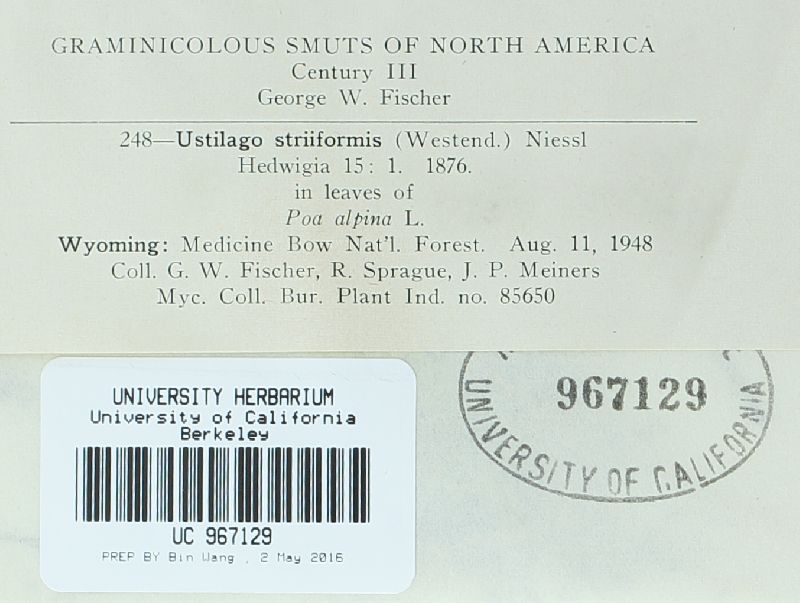 GRAMINICOLOUS SMUTS OF NORTH AMERICA
Century III
George W. Fischer
248—Ustilago striiformis (Westend.) Niessl
Hedwigia 15: 1. 1876.
in leaves of
Poa alpina L.
Wyoming: Medicine Bow Nat'l. Forest. Aug. 11, 1948
Coll. G. W. Fischer, R. Sprague, J. P. Meiners
Myc. Coll. Bur. Plant Ind. no. 85650
UNIVERSITY HERBARIUM
University of California
Berkeley
UC 967129
PREP BY Bin Wang , 2 May 2016
967129
UNIVERSITY OF CALIFORNIA